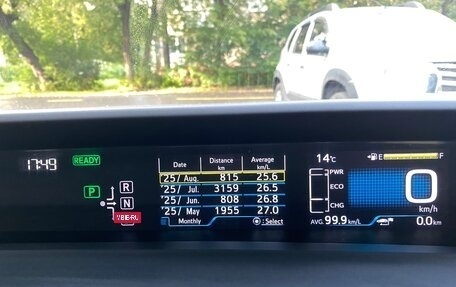 17:49
READY
P
R
N
Date Distance km Average km/L
'25/ Aug. 815 25.6
'25/ Jul. 3159 26.5
'25/ Jun. 808 26.8
'25/ May 1955 27.0
Monthly : Select
14°C
E F
PWR
ECO
CHG
0
km/h
AVG. 99.9 km/L
0.0 km